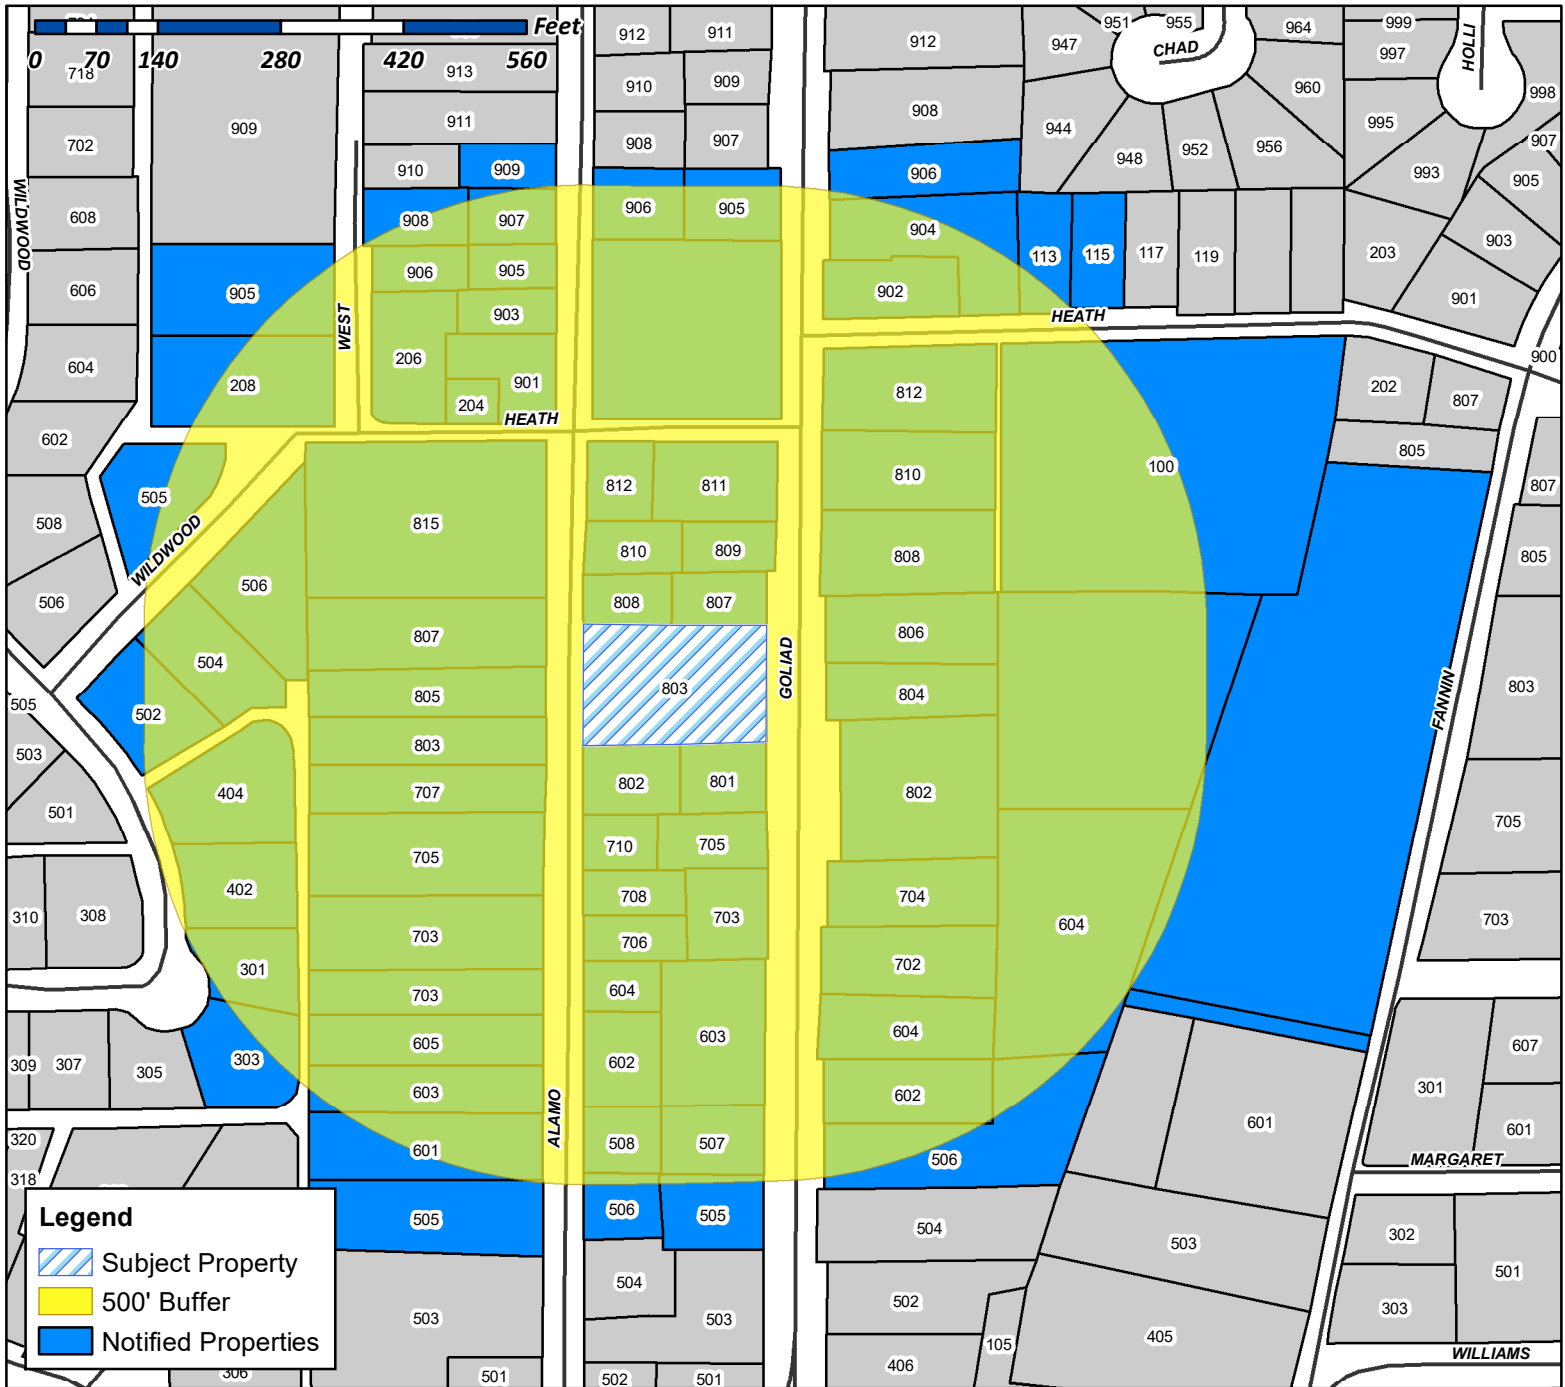 Feet
0 70 140 280 420 560
912 911 912 951 955 964 999
947 CHAD 997 HOLLI
718 913 910 909 960 998
909 911 908 995
702 908 907 944 948 952 956 907
910 909 906 993 905
WILDWOOD
608 908 907 906 905 904 903
906 905 113 115 117 119 203
606 905 902 901
WEST 903 HEATH
604 208 206 901 900
204 812 202 807
602 HEATH 805
505 812 811 810 100 807
508 815 810 809 808 805
WILDWOOD
506 506 808 807
504 807 806
505 502 805 803 GOLIAD 804 803
503 803 FANNIN
501 404 707 802 801 802
705 710 705 705
310 308 402 708 703 704 604 703
703 706 702
301 703 604 604
309 307 305 303 605 602 603 607
603 602 301
320 ALAMO 508 507 601 601
318 601 506 MARGARET
Legend
505 506 505 504 503 302
Subject Property
504 501
500' Buffer
503 503 502 303
Notified Properties
405
105 WILLIAMS
306 501 502 501 406